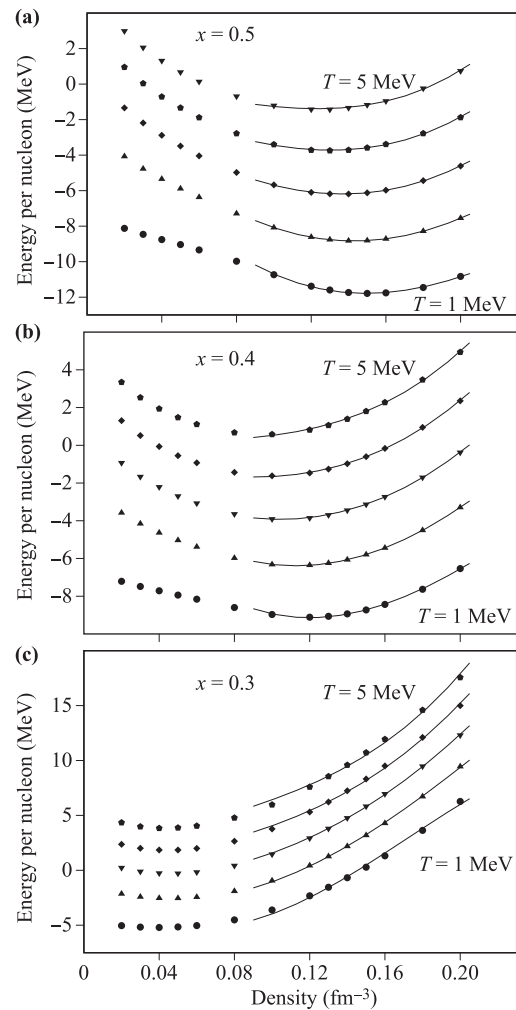 (a)
x = 0.5
T = 5 MeV
T = 1 MeV
Energy per nucleon (MeV)
2
0
−2
−4
−6
−8
−10
−12
(b)
x = 0.4
T = 5 MeV
T = 1 MeV
Energy per nucleon (MeV)
4
2
0
−2
−4
−6
−8
(c)
x = 0.3
T = 5 MeV
T = 1 MeV
Energy per nucleon (MeV)
15
10
5
0
−5
0 0.04 0.08 0.12 0.16 0.20
Density (fm⁻³)